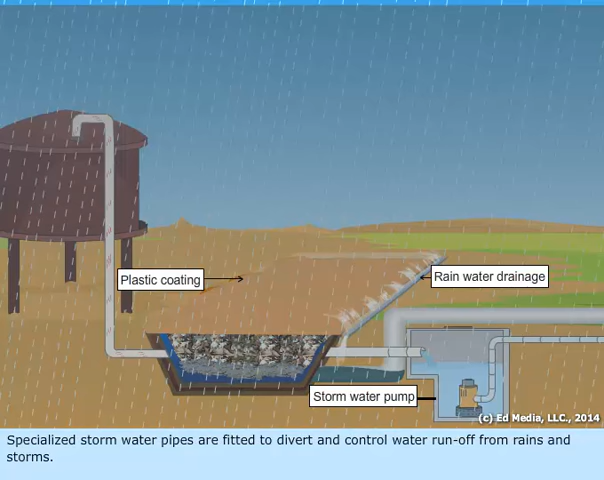 Plastic coating
Rain water drainage
Storm water pump
(c) Ed Media, LLC., 2014
Specialized storm water pipes are fitted to divert and control water run-off from rains and
storms.